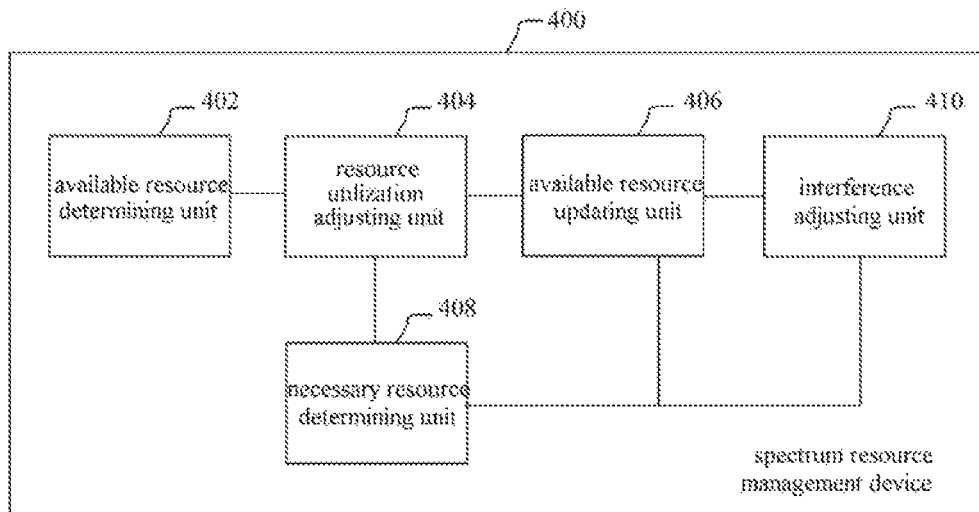 400
402
404
406
410
available resource
determining unit
resource
utilization
adjusting unit
available resource
updating unit
interference
adjusting unit
408
necessary resource
determining unit
spectrum resource
management device